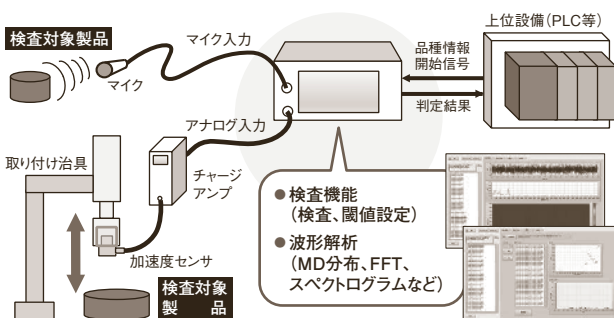 検査対象製品
マイク
マイク入力
アナログ入力
品種情報
開始信号
判定結果
上位設備(PLC等)
取り付け治具
チャージ
アンプ
加速度センサ
検査対象
製品
●検査機能
(検査、閾値設定)
●波形解析
(MD分布、FFT、
スペクトログラムなど)